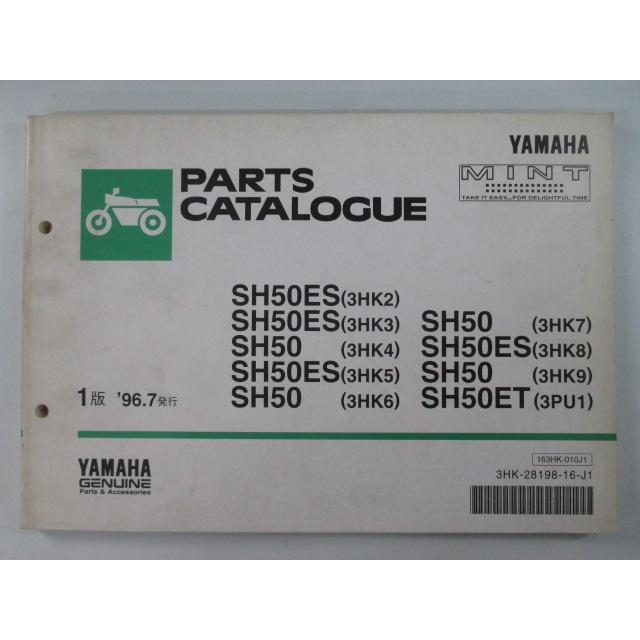 YAMAHA
MINT
TAKE IT EASY...FOR DELIGHTFUL TIME
PARTS
CATALOGUE
SH50ES(3HK2)
SH50ES(3HK3)
SH50 (3HK4)
SH50ES(3HK5)
SH50 (3HK6)
SH50 (3HK7)
SH50ES(3HK8)
SH50 (3HK9)
SH50ET(3PU1)
1版 '96.7発行
YAMAHA
GENUINE
Parts & Accessories
163HK-010J1
3HK-28198-16-J1